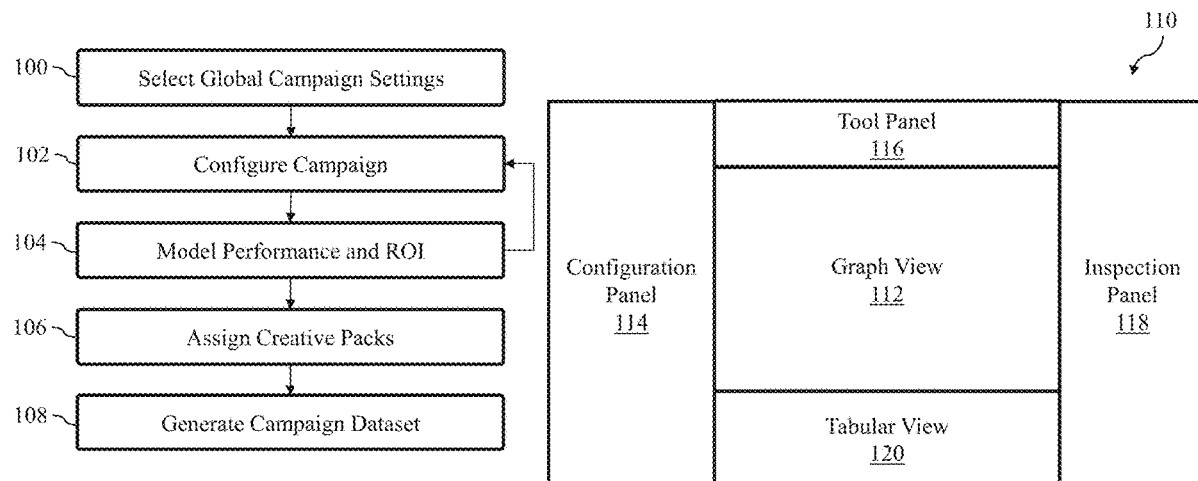 100
Select Global Campaign Settings
102
Configure Campaign
104
Model Performance and ROI
106
Assign Creative Packs
108
Generate Campaign Dataset
110
Tool Panel
116
Configuration
Panel
114
Graph View
112
Inspection
Panel
118
Tabular View
120